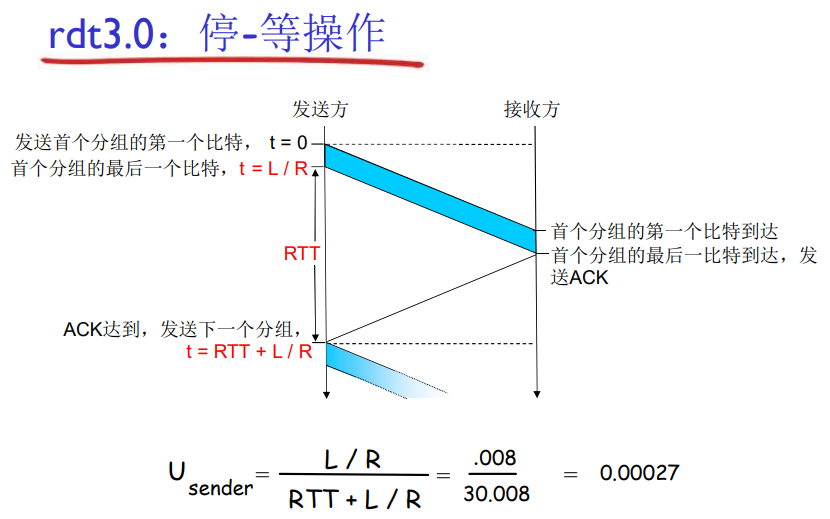 rdt3.0：停-等操作
发送方
接收方
发送首个分组的第一个比特， t = 0
首个分组的最后一个比特，t = L / R
首个分组的第一个比特到达
RTT
首个分组的最后一比特到达，发
送ACK
ACK达到，发送下一个分组，
t = RTT + L / R
U sender = L / R / RTT + L / R = .008 / 30.008 = 0.00027